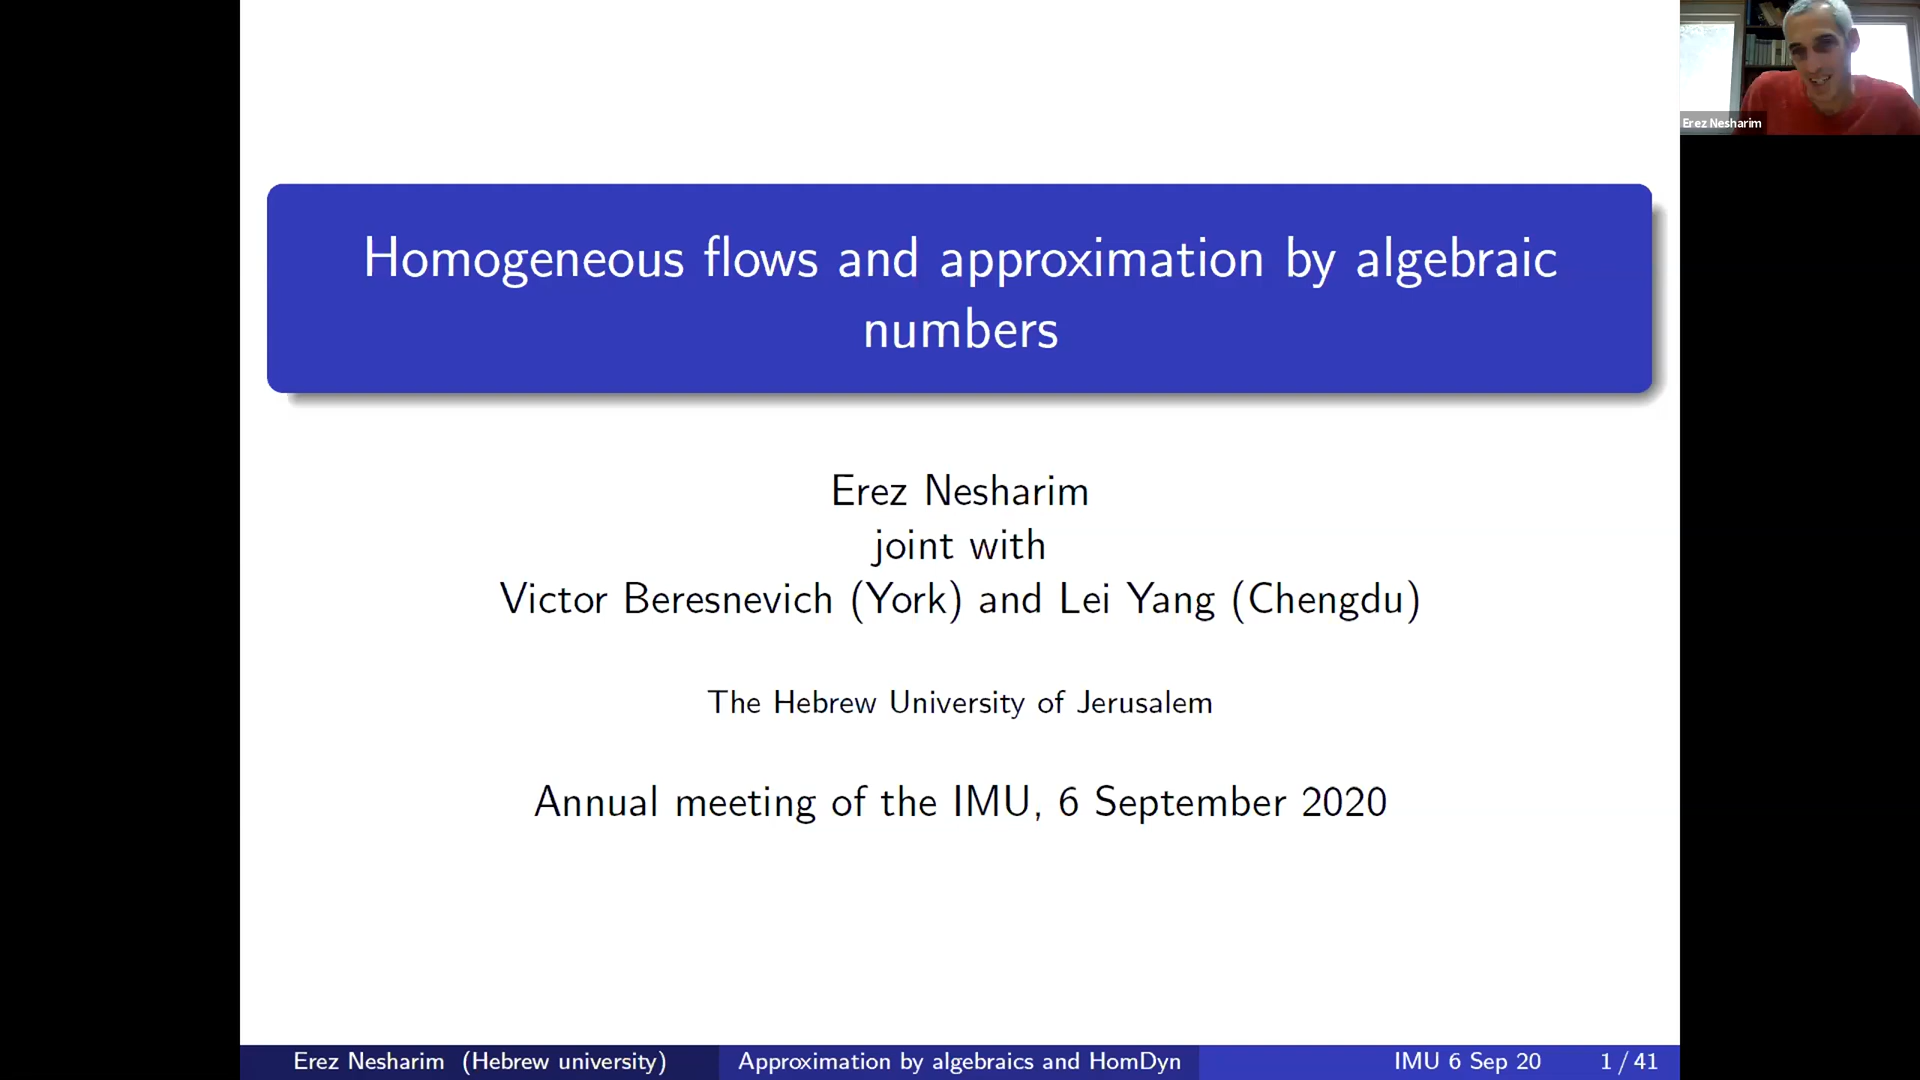 Erez Nesharim
Homogeneous flows and approximation by algebraic
numbers
Erez Nesharim
joint with
Victor Beresnevich (York) and Lei Yang (Chengdu)
The Hebrew University of Jerusalem
Annual meeting of the IMU, 6 September 2020
Erez Nesharim (Hebrew university) Approximation by algebraics and HomDyn IMU 6 Sep 20 1 / 41